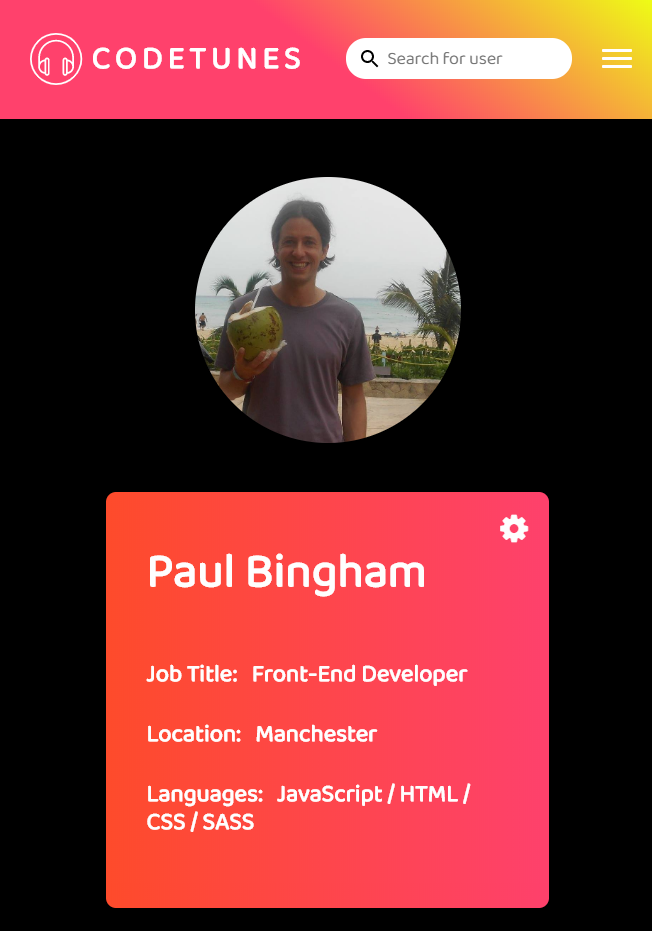 CODETUNES
Search for user
Paul Bingham
Job Title: Front-End Developer
Location: Manchester
Languages: JavaScript / HTML /
CSS / SASS